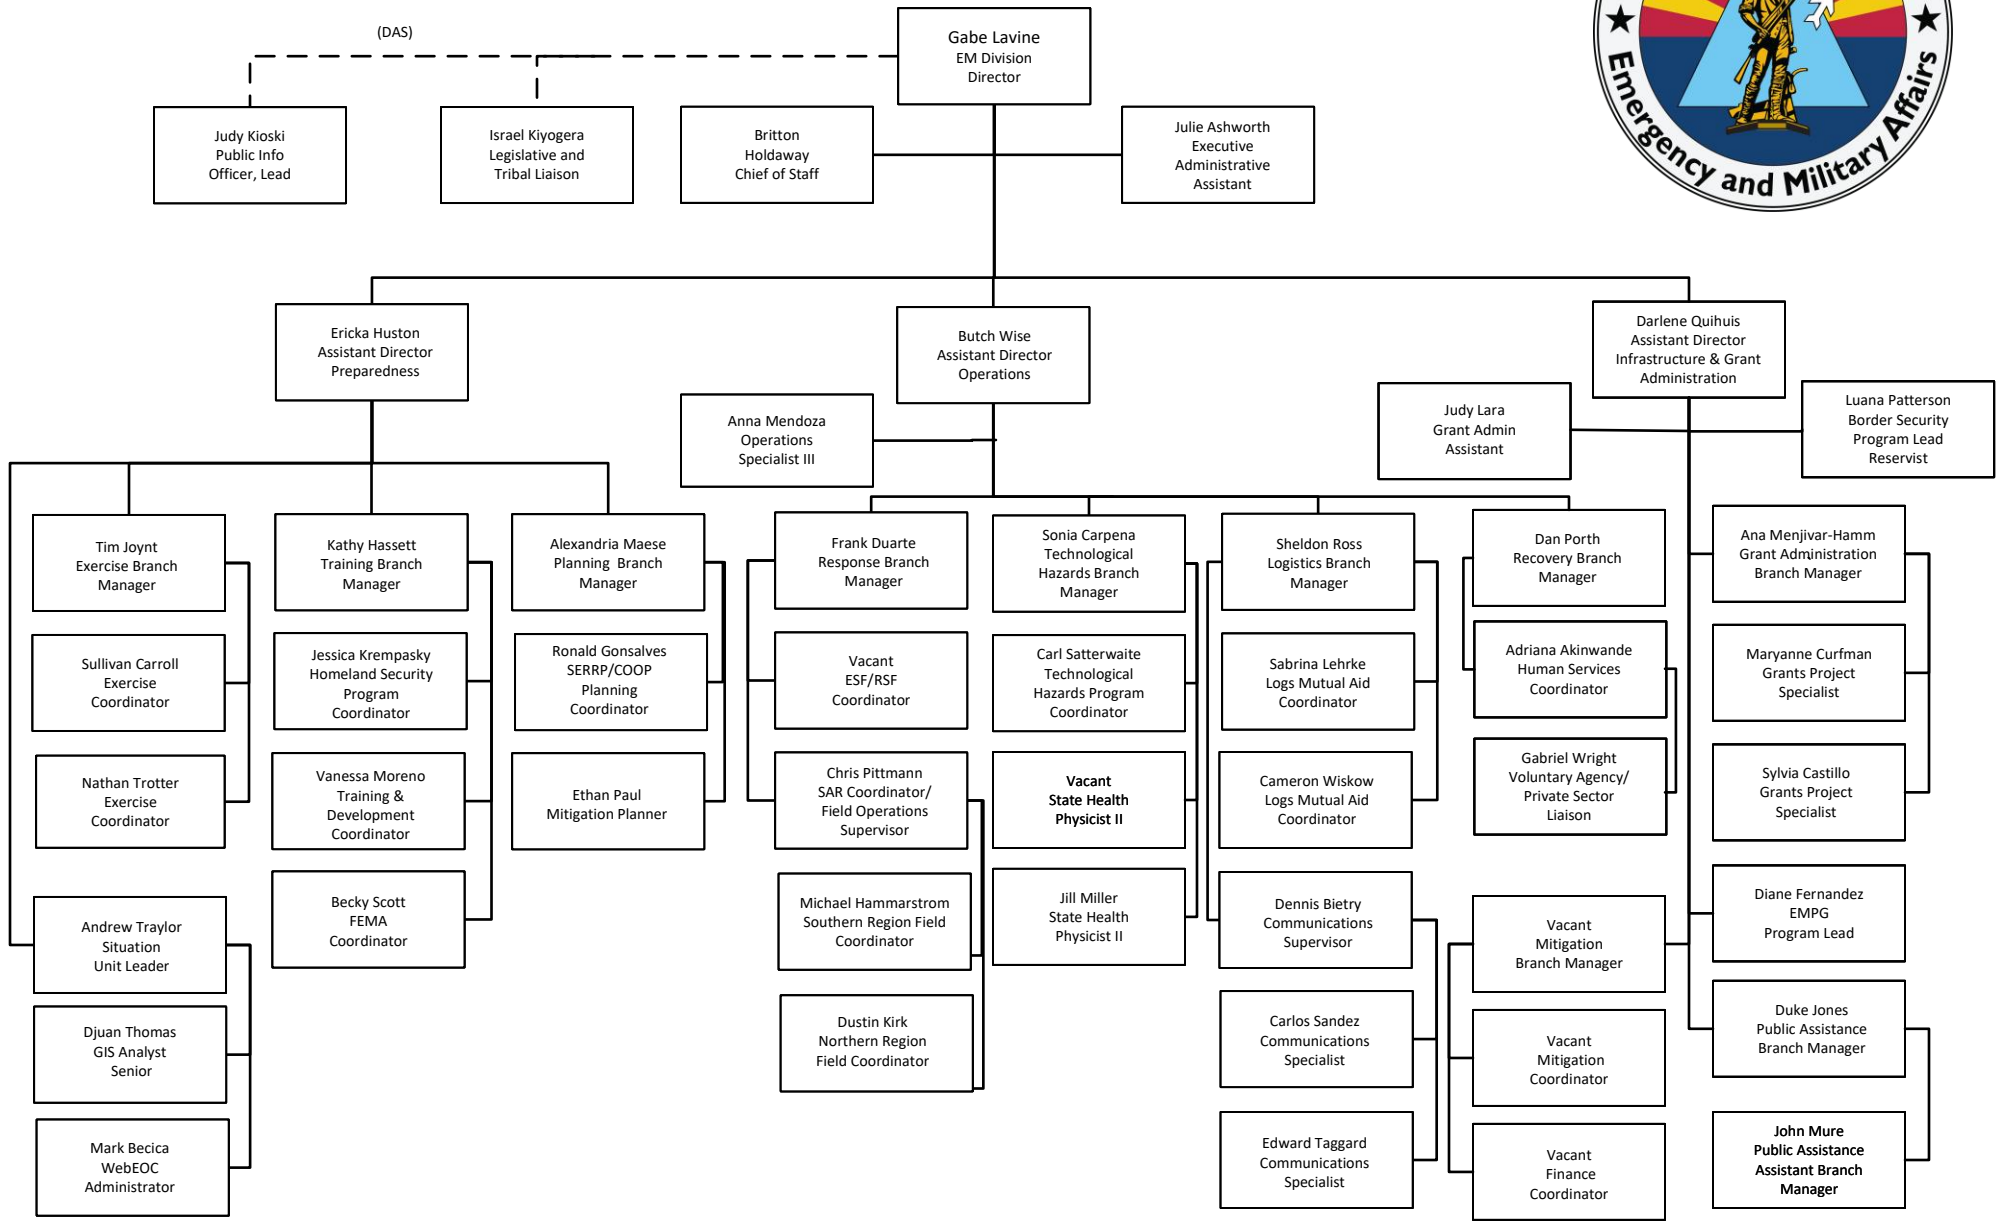 (DAS)
Gabe Lavine
EM Division
Director
Judy Kioski
Public Info
Officer, Lead
Israel Kiyogera
Legislative and
Tribal Liaison
Britton
Holdaway
Chief of Staff
Julie Ashworth
Executive
Administrative
Assistant
Emergency and Military Affairs
Ericka Huston
Assistant Director
Preparedness
Butch Wise
Assistant Director
Operations
Darlene Quihuis
Assistant Director
Infrastructure & Grant
Administration
Anna Mendoza
Operations
Specialist III
Judy Lara
Grant Admin
Assistant
Luana Patterson
Border Security
Program Lead
Reservist
Tim Joynt
Exercise Branch
Manager
Kathy Hassett
Training Branch
Manager
Alexandria Maese
Planning  Branch
Manager
Frank Duarte
Response Branch
Manager
Sonia Carpena
Technological
Hazards Branch
Manager
Sheldon Ross
Logistics Branch
Manager
Dan Porth
Recovery Branch
Manager
Ana Menjivar-Hamm
Grant Administration
Branch Manager
Sullivan Carroll
Exercise
Coordinator
Jessica Krempasky
Homeland Security
Program
Coordinator
Ronald Gonsalves
SERRP/COOP
Planning
Coordinator
Vacant
ESF/RSF
Coordinator
Carl Satterwaite
Technological
Hazards Program
Coordinator
Sabrina Lehrke
Logs Mutual Aid
Coordinator
Adriana Akinwande
Human Services
Coordinator
Maryanne Curfman
Grants Project
Specialist
Nathan Trotter
Exercise
Coordinator
Vanessa Moreno
Training &
Development
Coordinator
Ethan Paul
Mitigation Planner
Chris Pittmann
SAR Coordinator/
Field Operations
Supervisor
Vacant
State Health
Physicist II
Cameron Wiskow
Logs Mutual Aid
Coordinator
Gabriel Wright
Voluntary Agency/
Private Sector
Liaison
Sylvia Castillo
Grants Project
Specialist
Andrew Traylor
Situation
Unit Leader
Becky Scott
FEMA
Coordinator
Michael Hammarstrom
Southern Region Field
Coordinator
Jill Miller
State Health
Physicist II
Dennis Bietry
Communications
Supervisor
Vacant
Mitigation
Branch Manager
Diane Fernandez
EMPG
Program Lead
Djuan Thomas
GIS Analyst
Senior
Dustin Kirk
Northern Region
Field Coordinator
Carlos Sandez
Communications
Specialist
Vacant
Mitigation
Coordinator
Duke Jones
Public Assistance
Branch Manager
Mark Becica
WebEOC
Administrator
Edward Taggard
Communications
Specialist
Vacant
Finance
Coordinator
John Mure
Public Assistance
Assistant Branch
Manager